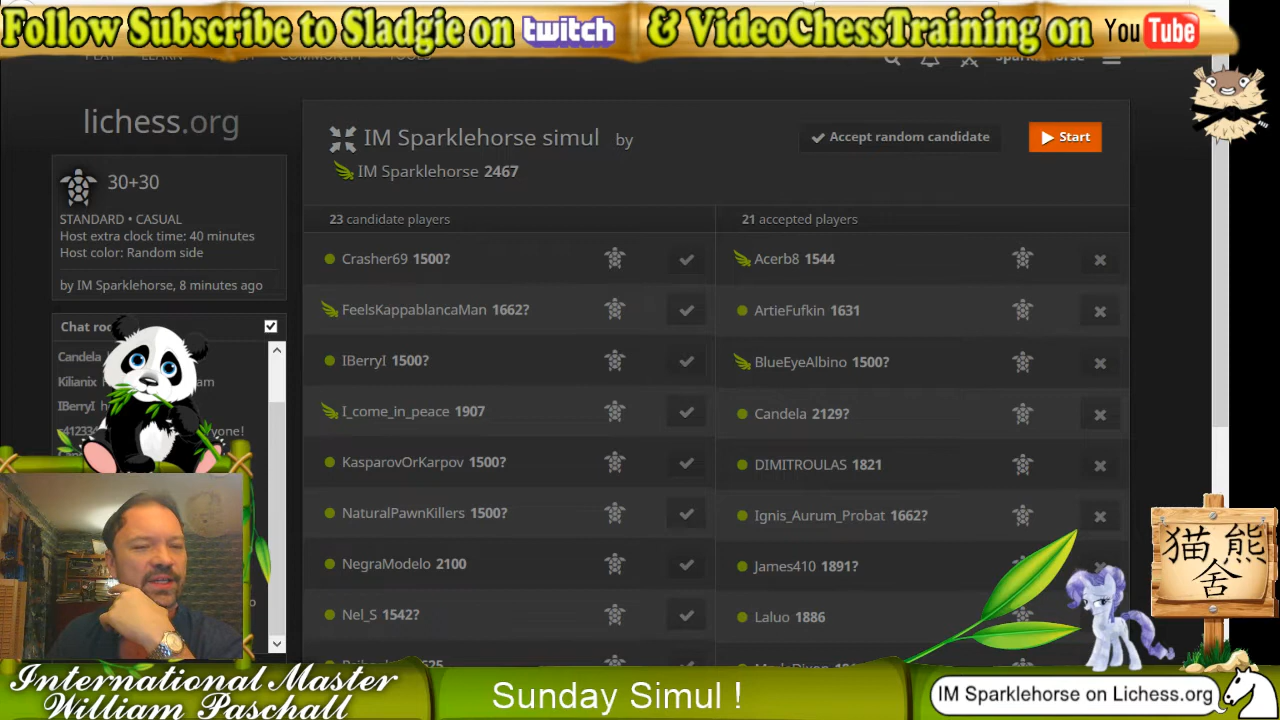 Follow Subscribe to Sladgie on twitch & VideoChessTraining on YouTube
COMMUNITY
lichess.org
30+30
STANDARD • CASUAL
Host extra clock time: 40 minutes
Host color: Random side
by IM Sparklehorse, 8 minutes ago
Candela
Kilianix
IBerryI
IM Sparklehorse simul by
IM Sparklehorse 2467
Accept random candidate
Start
23 candidate players
Crasher69 1500?
FeelsKappablancaMan 1662?
IBerryI 1500?
I_come_in_peace 1907
KasparovOrKarpov 1500?
NaturalPawnKillers 1500?
NegraModelo 2100
Nel_S 1542?
21 accepted players
Acerb8 1544
ArtieFufkin 1631
BlueEyeAlbino 1500?
Candela 2129?
DIMITROULAS 1821
Ignis_Aurum_Probat 1662?
James410 1891?
Laluo 1886
猫熊
舍
International Master
William Paschall
Sunday Simul !
IM Sparklehorse on Lichess.org